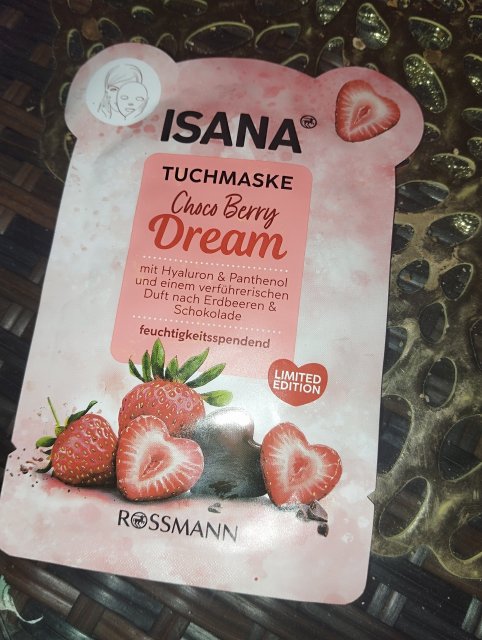 ISANA
TUCHMASKE
Choco Berry
Dream
mit Hyaluron & Panthenol
und einem verführerischen
Duft nach Erdbeeren &
Schokolade
feuchtigkeitsspendend
LIMITED
EDITION
ROSSMANN